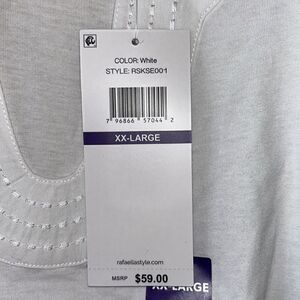 COLOR: White
STYLE: RSKSE001
7 96866 57044 2
XX-LARGE
rafaellastyle.com
MSRP $59.00
XX-LARGE